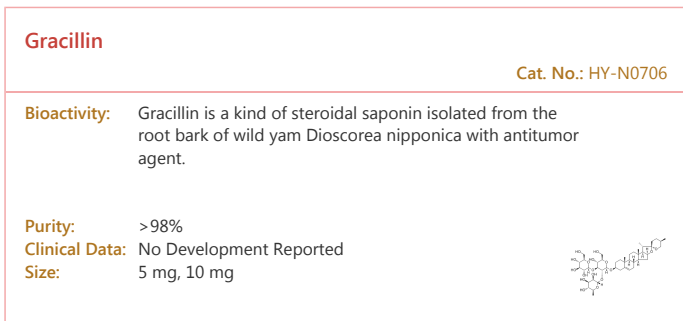 Gracillin
Cat. No.: HY-N0706
Bioactivity: Gracillin is a kind of steroidal saponin isolated from the
root bark of wild yam Dioscorea nipponica with antitumor
agent.
Purity: >98%
Clinical Data: No Development Reported
Size: 5 mg, 10 mg